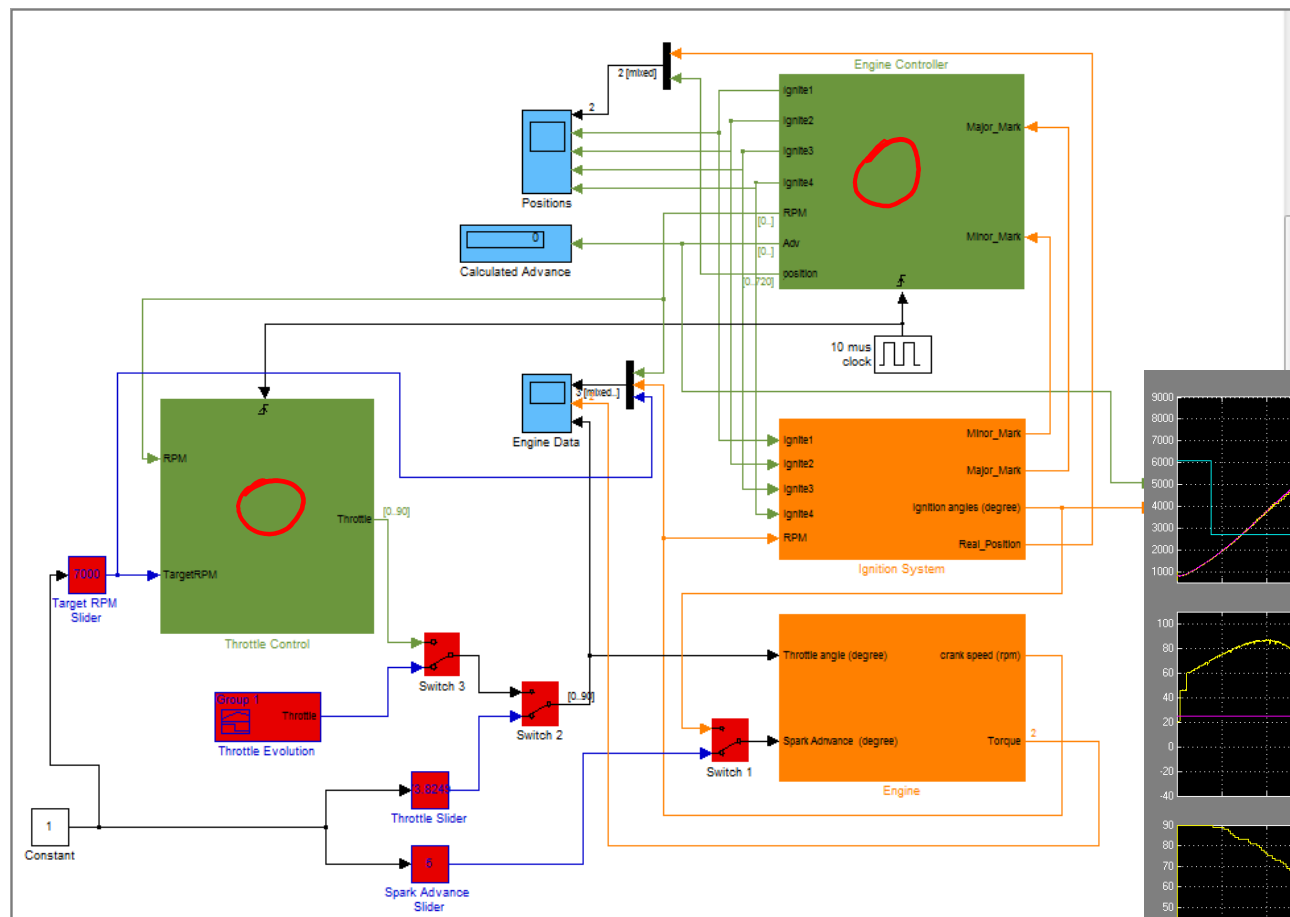 Engine Controller
2 [mixed]
Ignite1
Ignite2
Ignite3
Ignite4
RPM
[0..]
Adv
[0..]
position
[0..720]
Major_Mark
Minor_Mark
2
Positions
0
Calculated Advance
10 mus
clock
3 [mixed..]
Engine Data
RPM
Throttle
[0..90]
TargetRPM
Throttle Control
7000
Target RPM
Slider
Ignite1
Ignite2
Ignite3
Ignite4
RPM
Minor_Mark
Major_Mark
Ignition angles (degree)
Real_Position
Ignition System
Switch 3
Group 1
Throttle
Throttle Evolution
[0..90]
Switch 2
Switch 1
Throttle angle (degree)
crank speed (rpm)
Spark Adnvance (degree)
Torque
2
Engine
Throttle Slider
1
Constant
5
Spark Advance
Slider
9000
8000
7000
6000
5000
4000
3000
2000
1000
100
80
60
40
20
0
-20
-40
90
80
70
60
50